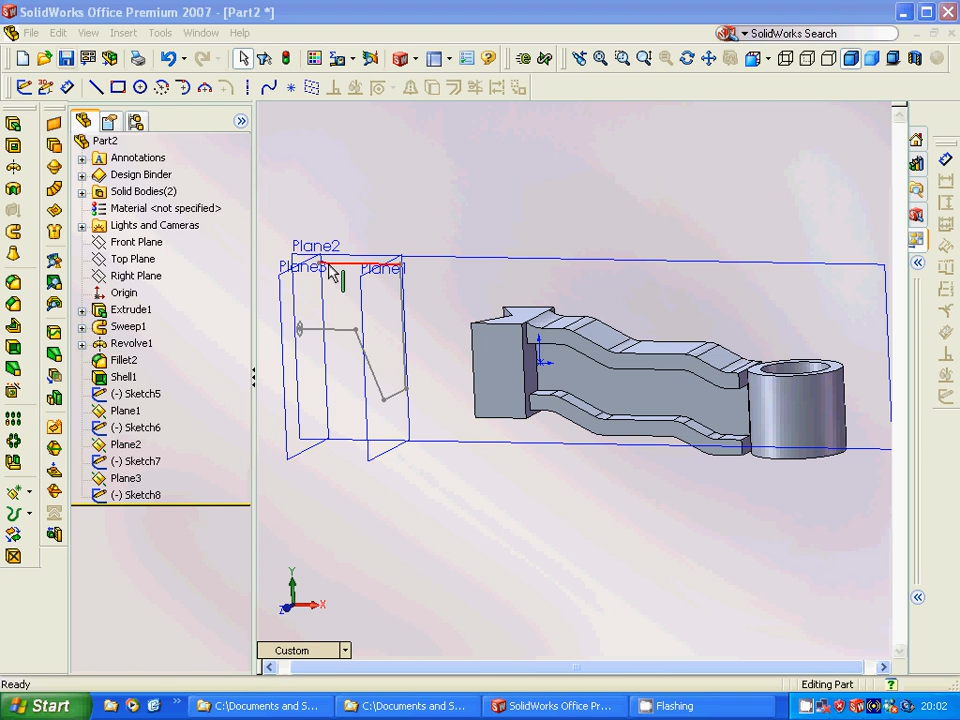 SolidWorks Office Premium 2007 - [Part2 *]
File Edit View Insert Tools Window Help
SolidWorks Search
Part2
Annotations
Design Binder
Solid Bodies(2)
Material <not specified>
Lights and Cameras
Front Plane
Top Plane
Right Plane
Origin
Extrude1
Sweep1
Revolve1
Fillet2
Shell1
(-) Sketch5
Plane1
(-) Sketch6
Plane2
(-) Sketch7
Plane3
(-) Sketch8
Plane2
Plane3
Plane1
Y
X
Z
Custom
Ready
Editing Part
Start
C:\Documents and S...
C:\Documents and S...
SolidWorks Office Pr...
Flashing
20:02